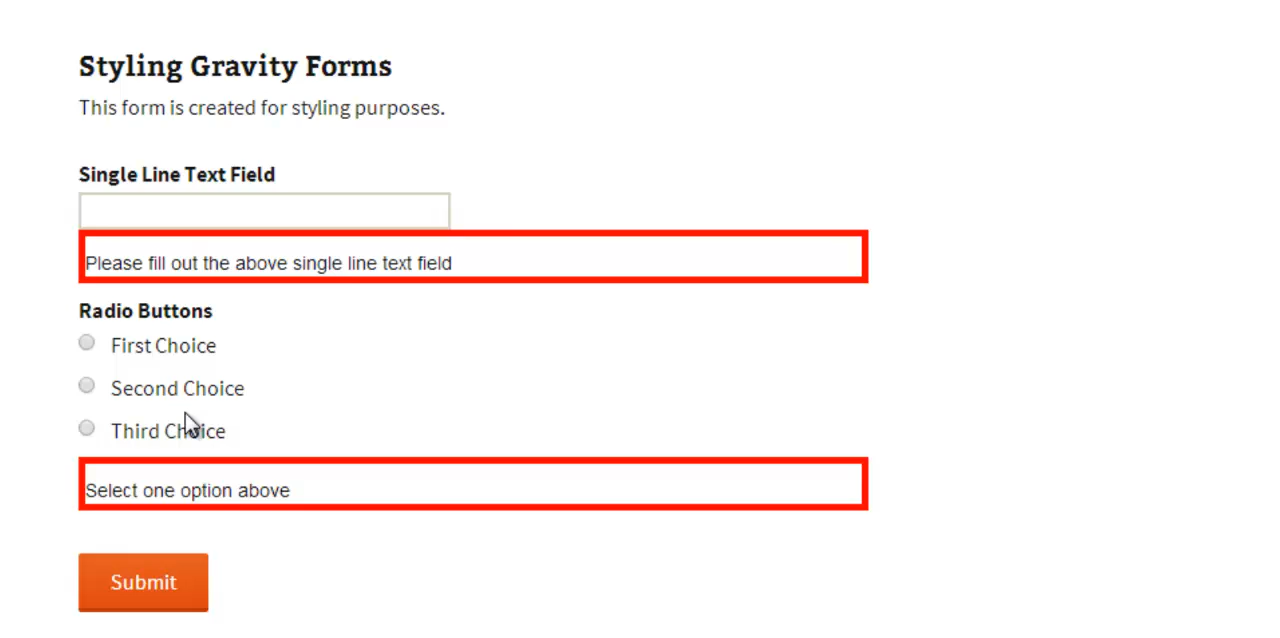 Styling Gravity Forms
This form is created for styling purposes.
Single Line Text Field
Please fill out the above single line text field
Radio Buttons
First Choice
Second Choice
Third Choice
Select one option above
Submit